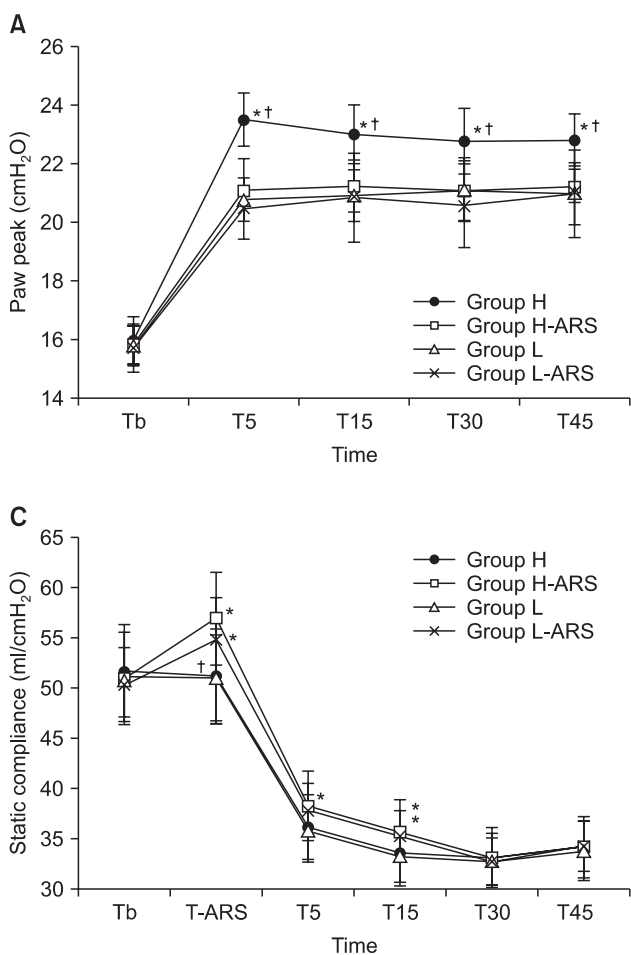 A
26
24
22
20
18
16
14
Paw peak (cmH₂O)
*†
*†
*†
*†
Group H
Group H-ARS
Group L
Group L-ARS
Tb T5 T15 T30 T45
Time
C
65
60
55
50
40
35
30
Static compliance (ml/cmH₂O)
*
*
†
*
*
*
Group H
Group H-ARS
Group L
Group L-ARS
Tb T-ARS T5 T15 T30 T45
Time